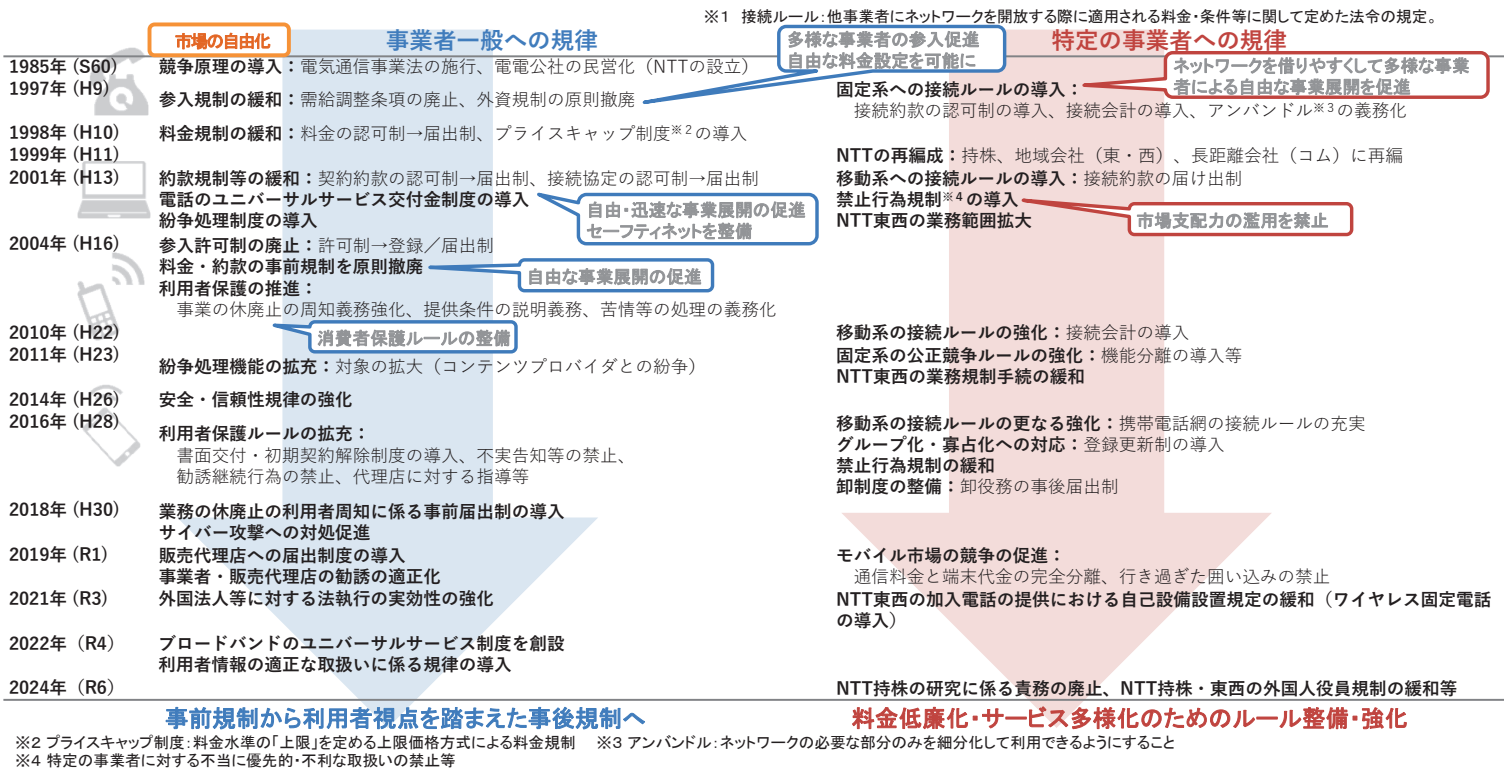 ※1 接続ルール：他事業者にネットワークを開放する際に適用される料金・条件等に関して定めた法令の規定。
市場の自由化
事業者一般への規律
多様な事業者の参入促進
自由な料金設定を可能に
特定の事業者への規律
ネットワークを借りやすくして多様な事業
者による自由な事業展開を促進
1985年 (S60)
競争原理の導入：電気通信事業法の施行、電電公社の民営化（NTTの設立）
1997年 (H9)
参入規制の緩和：需給調整条項の廃止、外資規制の原則撤廃
固定系への接続ルールの導入：
接続約款の認可制の導入、接続会計の導入、アンバンドル※3の義務化
1998年 (H10)
料金規制の緩和：料金の認可制→届出制、プライスキャップ制度※2の導入
1999年 (H11)
NTTの再編成：持株、地域会社（東・西）、長距離会社（コム）に再編
2001年 (H13)
約款規制等の緩和：契約約款の認可制→届出制、接続協定の認可制→届出制
電話のユニバーサルサービス交付金制度の導入
紛争処理制度の導入
自由・迅速な事業展開の促進
セーフティネットを整備
移動系への接続ルールの導入：接続約款の届け出制
禁止行為規制※4の導入
NTT東西の業務範囲拡大
市場支配力の濫用を禁止
2004年 (H16)
参入許可制の廃止：許可制→登録／届出制
料金・約款の事前規制を原則撤廃
自由な事業展開の促進
利用者保護の推進：
事業の休廃止の周知義務強化、提供条件の説明義務、苦情等の処理の義務化
消費者保護ルールの整備
2010年 (H22)
移動系の接続ルールの強化：接続会計の導入
2011年 (H23)
紛争処理機能の拡充：対象の拡大（コンテンツプロバイダとの紛争）
固定系の公正競争ルールの強化：機能分離の導入等
NTT東西の業務規制手続の緩和
2014年 (H26)
安全・信頼性規律の強化
2016年 (H28)
利用者保護ルールの拡充：
書面交付・初期契約解除制度の導入、不実告知等の禁止、
勧誘継続行為の禁止、代理店に対する指導等
移動系の接続ルールの更なる強化：携帯電話網の接続ルールの充実
グループ化・寡占化への対応：登録更新制の導入
禁止行為規制の緩和
卸制度の整備：卸役務の事後届出制
2018年 (H30)
業務の休廃止の利用者周知に係る事前届出制の導入
サイバー攻撃への対処促進
2019年 (R1)
販売代理店への届出制度の導入
事業者・販売代理店の勧誘の適正化
モバイル市場の競争の促進：
通信料金と端末代金の完全分離、行き過ぎた囲い込みの禁止
2021年 (R3)
外国法人等に対する法執行の実効性の強化
NTT東西の加入電話の提供における自己設備設置規定の緩和（ワイヤレス固定電話
の導入）
2022年（R4）
ブロードバンドのユニバーサルサービス制度を創設
利用者情報の適正な取扱いに係る規律の導入
2024年（R6）
NTT持株の研究に係る責務の廃止、NTT持株・東西の外国人役員規制の緩和等
事前規制から利用者視点を踏まえた事後規制へ
料金低廉化・サービス多様化のためのルール整備・強化
※2 プライスキャップ制度：料金水準の「上限」を定める上限価格方式による料金規制 ※3 アンバンドル：ネットワークの必要な部分のみを細分化して利用できるようにすること
※4 特定の事業者に対する不当に優先的・不利な取扱いの禁止等